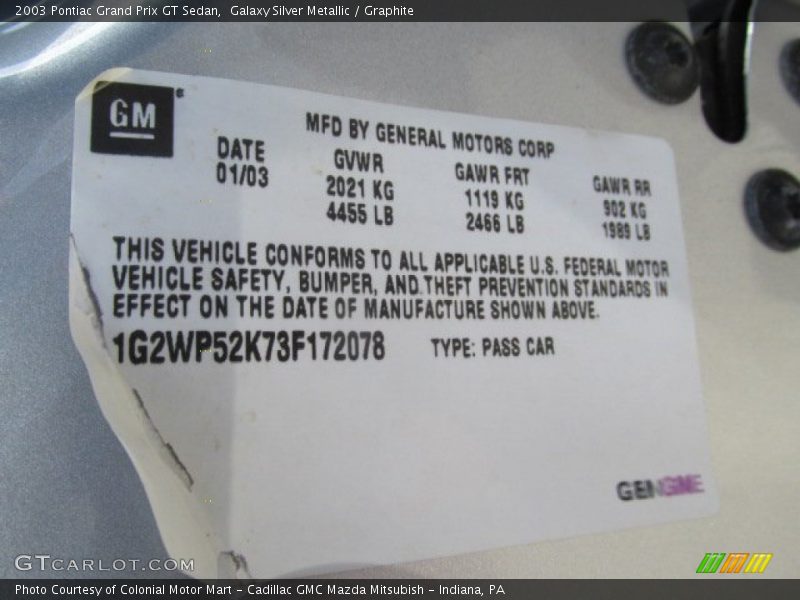 2003 Pontiac Grand Prix GT Sedan, Galaxy Silver Metallic / Graphite
GM
MFD BY GENERAL MOTORS CORP
DATE GVWR GAWR FRT GAWR RR
01/03 2021 KG 1119 KG 902 KG
4455 LB 2466 LB 1989 LB
THIS VEHICLE CONFORMS TO ALL APPLICABLE U.S. FEDERAL MOTOR
VEHICLE SAFETY, BUMPER, AND THEFT PREVENTION STANDARDS IN
EFFECT ON THE DATE OF MANUFACTURE SHOWN ABOVE.
1G2WP52K73F172078 TYPE: PASS CAR
GTCARLOT.COM
Photo Courtesy of Colonial Motor Mart - Cadillac GMC Mazda Mitsubish - Indiana, PA